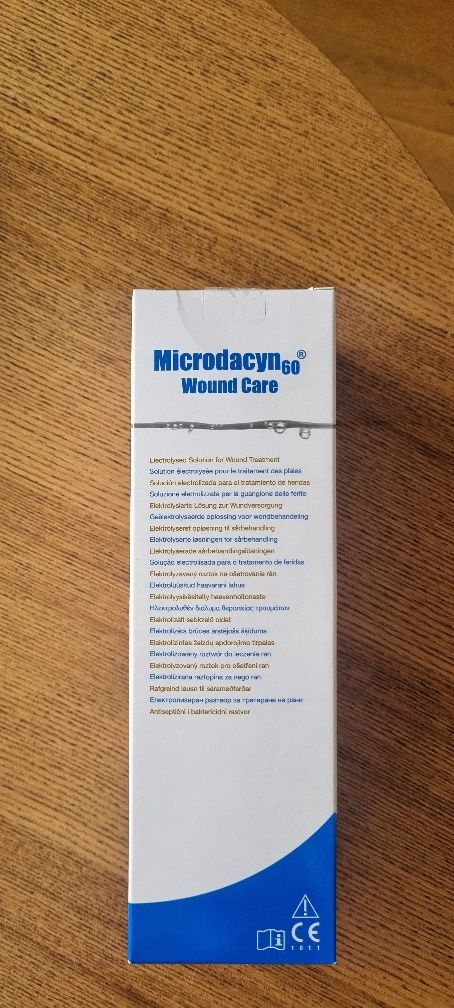 Microdacyn60®
Wound Care
Electrolysed Solution for Wound Treatment
Solution électrolysée pour le traitement des plaies
Solución electrolizada para el tratamiento de heridas
Soluzione elettrolizzata per la guarigione delle ferite
Elektrolysierte Lösung zur Wundversorgung
Geëlektrolyseerde oplossing voor wondbehandeling
Elektrolyseret opløsning til sårbehandling
Elektrolyserte løsningen for sårbehandling
Elektrolyserade sårbehandlingslösningen
Solução electrolisada para o tratamento de feridas
Elektrolyzavaný roztok na ošetrovanie rán
Elektrolüüsitud haavaravi lahus
Elektrolyysikäsitelty haavanhoitoneste
Ηλεκτρολυθέν διάλυμα θεραπείας τραυμάτων
Elektrolizált sebkezelő oldat
Elektrolizēts brūces ārstējošs šķīdums
Elektrolizintas žaizdų apdorojimo tirpalas
Elektrolizowany roztwór do leczenia ran
Elektrolyzovaný roztok pro ošetření ran
Elektrolizirana raztopina za nego ran
Rafgreind lausn til sárameðferðar
Електролизиран разтвор за третиране на рани
Antiseptični i baktericidni rastvor
CE
1011